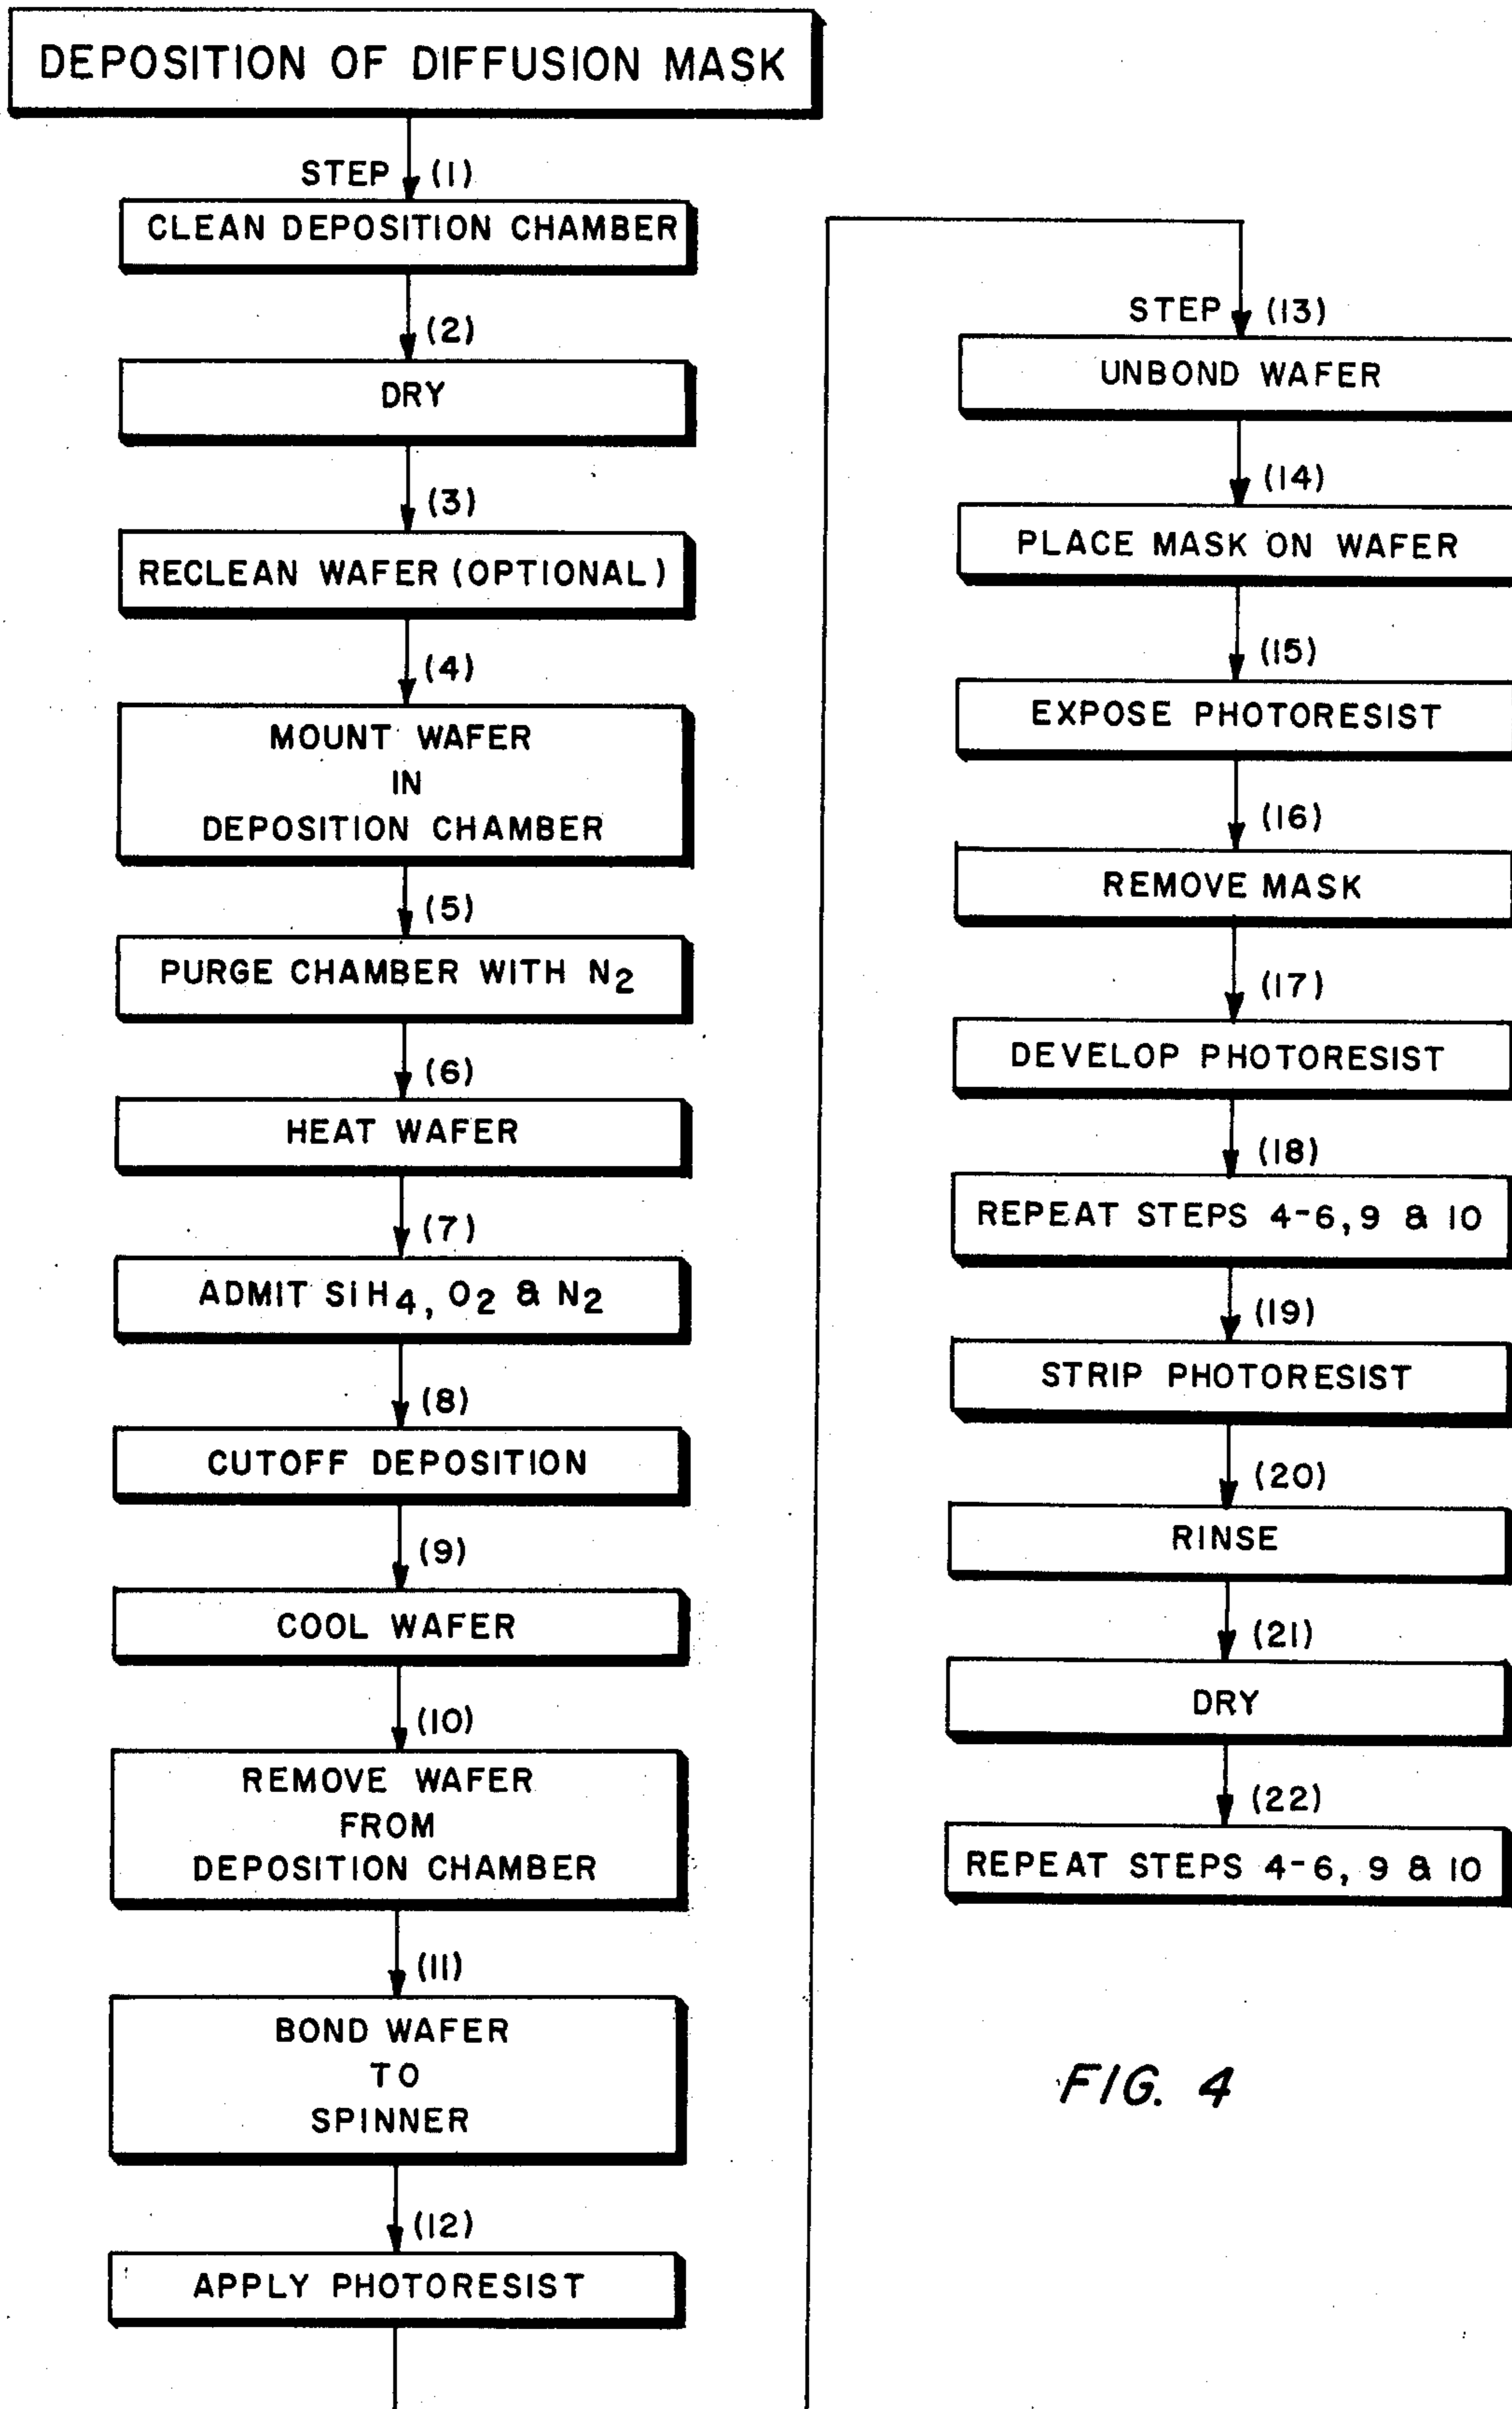 DEPOSITION OF DIFFUSION MASK
STEP (1)
CLEAN DEPOSITION CHAMBER
(2)
DRY
(3)
RECLEAN WAFER (OPTIONAL)
(4)
MOUNT WAFER
IN
DEPOSITION CHAMBER
(5)
PURGE CHAMBER WITH N2
(6)
HEAT WAFER
(7)
ADMIT SiH4, O2 & N2
(8)
CUTOFF DEPOSITION
(9)
COOL WAFER
(10)
REMOVE WAFER
FROM
DEPOSITION CHAMBER
(11)
BOND WAFER
TO
SPINNER
(12)
APPLY PHOTORESIST
STEP (13)
UNBOND WAFER
(14)
PLACE MASK ON WAFER
(15)
EXPOSE PHOTORESIST
(16)
REMOVE MASK
(17)
DEVELOP PHOTORESIST
(18)
REPEAT STEPS 4-6, 9 & 10
(19)
STRIP PHOTORESIST
(20)
RINSE
(21)
DRY
(22)
REPEAT STEPS 4-6, 9 & 10
FIG. 4